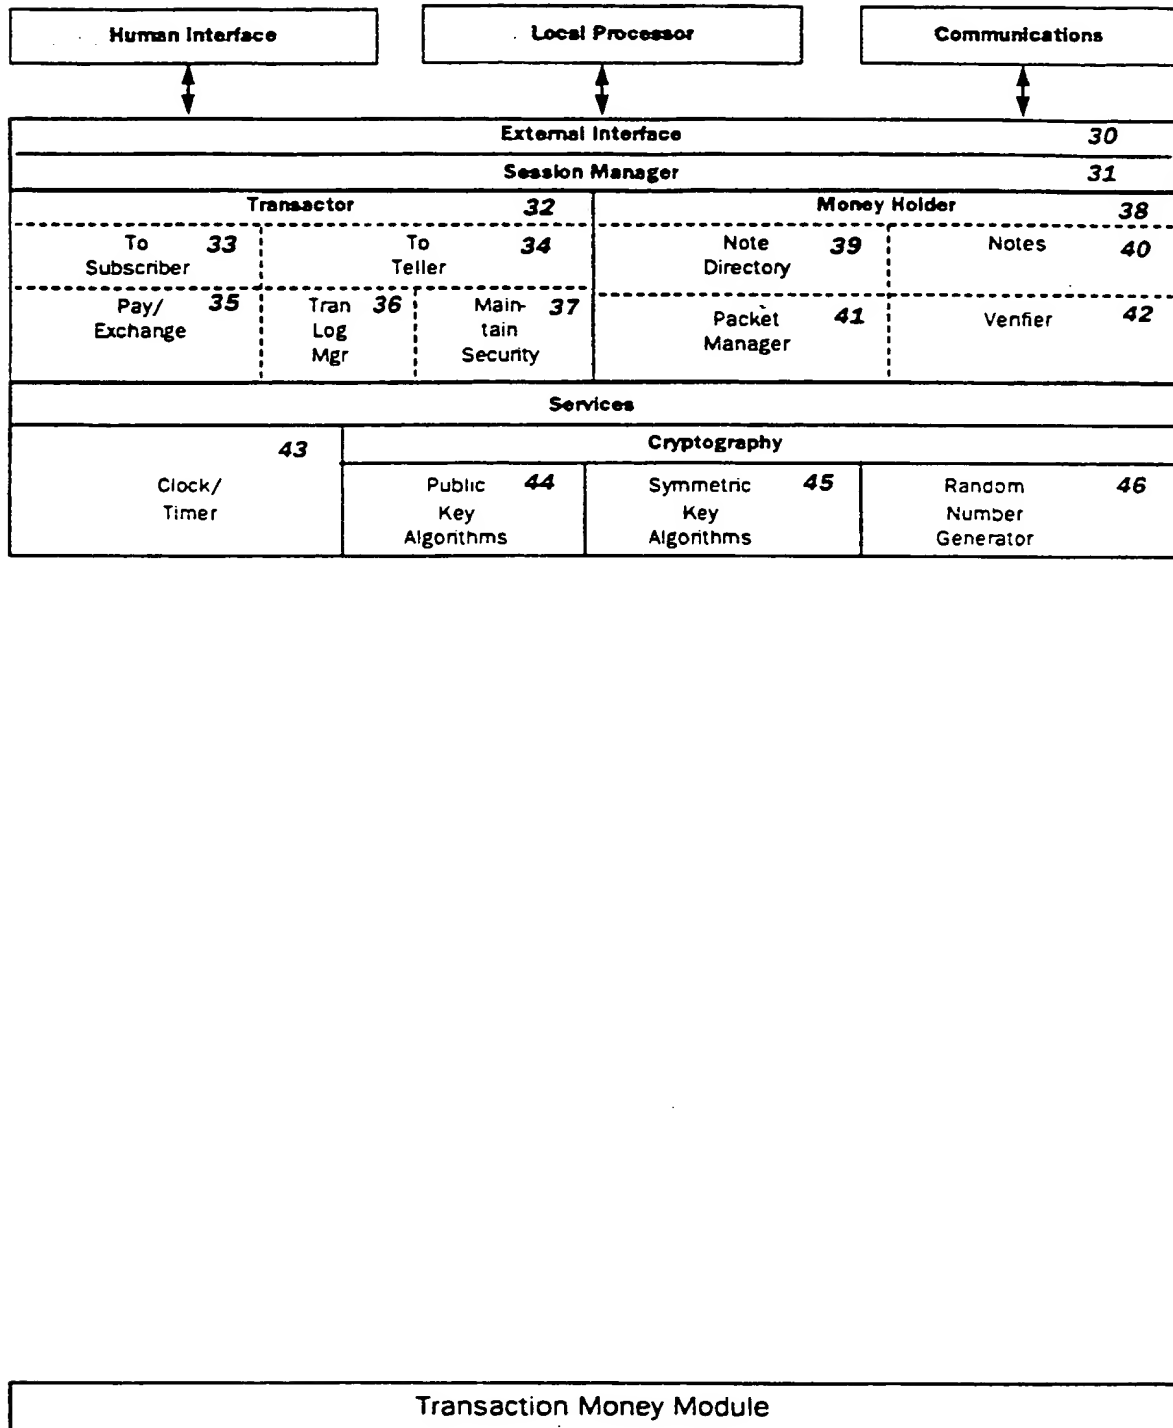 Human Interface
Local Processor
Communications
External Interface 30
Session Manager 31
Transactor 32
Money Holder 38
To Subscriber 33
To Teller 34
Note Directory 39
Notes 40
Pay/ Exchange 35
Tran Log Mgr 36
Main- tain Security 37
Packet Manager 41
Verifier 42
Services
43
Clock/ Timer
Cryptography
Public Key Algorithms 44
Symmetric Key Algorithms 45
Random Number Generator 46
Transaction Money Module